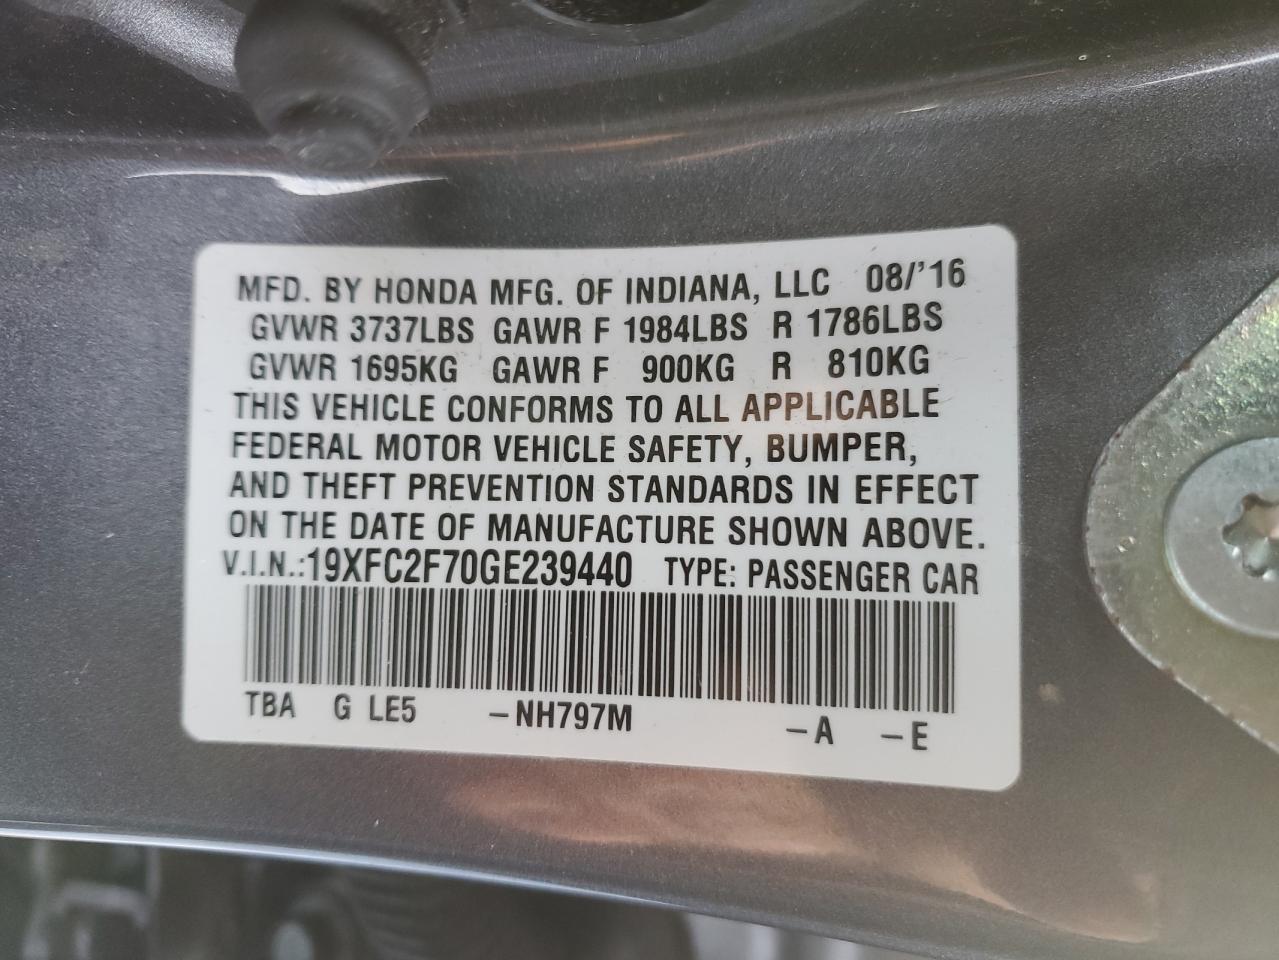 MFD. BY HONDA MFG. OF INDIANA, LLC 08/'16
GVWR 3737LBS GAWR F 1984LBS R 1786LBS
GVWR 1695KG GAWR F 900KG R 810KG
THIS VEHICLE CONFORMS TO ALL APPLICABLE
FEDERAL MOTOR VEHICLE SAFETY, BUMPER,
AND THEFT PREVENTION STANDARDS IN EFFECT
ON THE DATE OF MANUFACTURE SHOWN ABOVE.
V.I.N.:19XFC2F70GE239440 TYPE: PASSENGER CAR
TBA G LE5 -NH797M -A -E